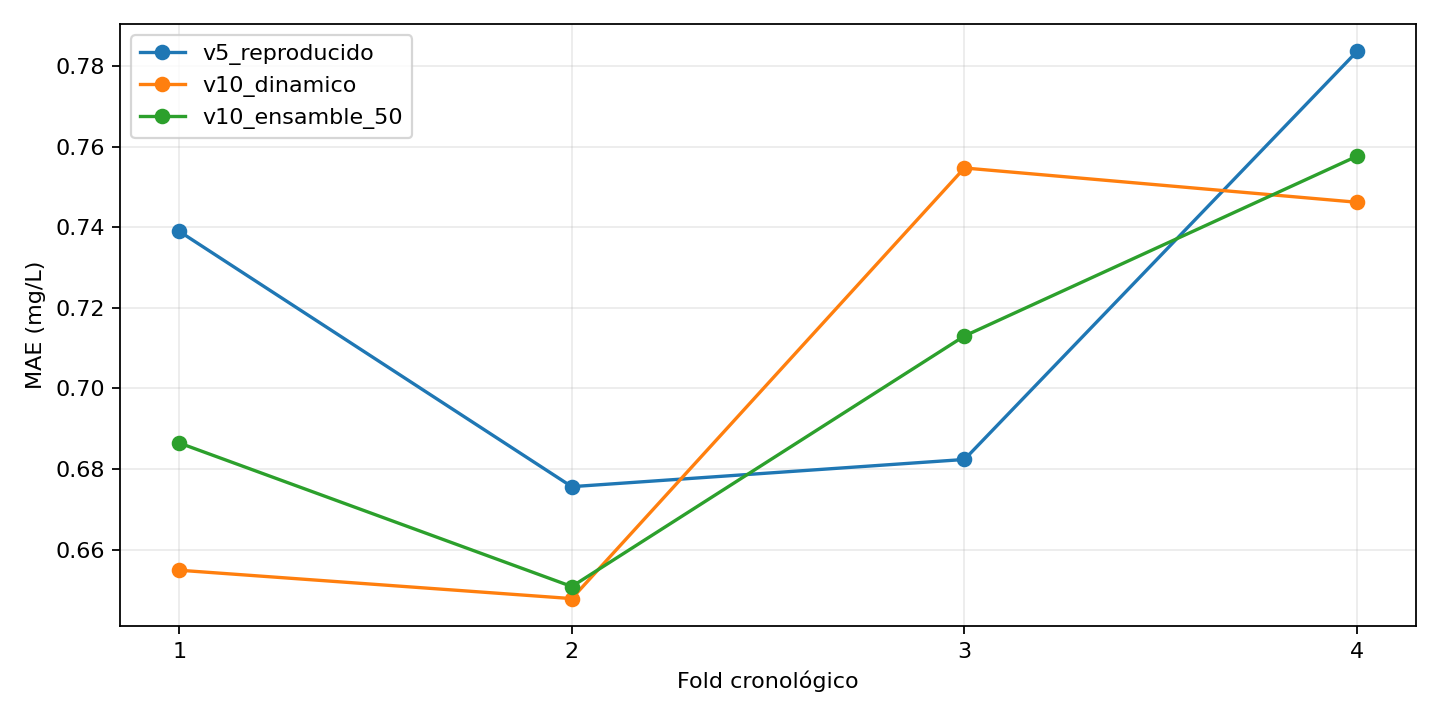 v5_reproducido
v10_dinamico
v10_ensamble_50
0.78
0.76
0.74
0.72
0.70
0.68
0.66
MAE (mg/L)
1 2 3 4
Fold cronológico